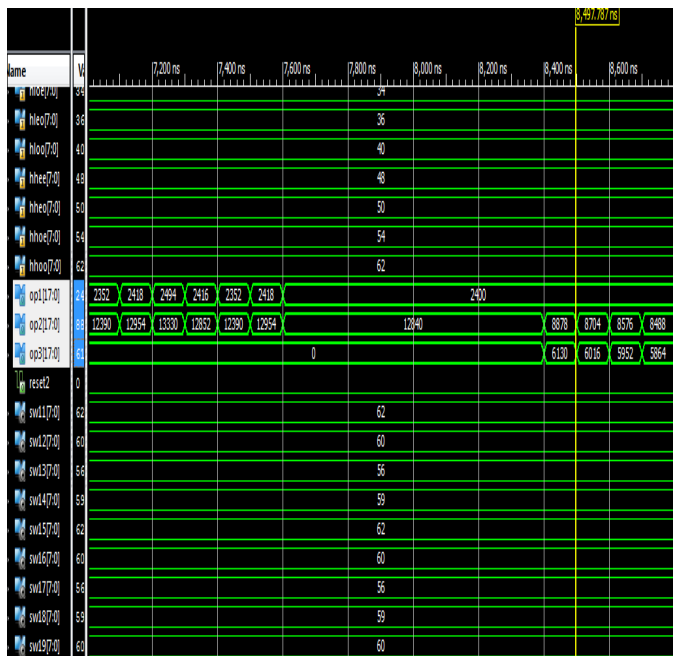 8,497.787 ns
Name V
7,200 ns 7,400 ns 7,600 ns 7,800 ns 8,000 ns 8,200 ns 8,400 ns 8,600 ns
hloe[7:0] 34 34
hleo[7:0] 36 36
hloo[7:0] 40 40
hhee[7:0] 48 48
hheo[7:0] 50 50
hhoe[7:0] 54 54
hhoo[7:0] 62 62
op1[17:0] 24 2352 2418 2494 2416 2352 2418 2400
op2[17:0] 88 12390 12954 13330 12852 12390 12954 12840 8878 8704 8576 8488
op3[17:0] 61 0 6130 6016 5952 5864
reset2 0
sw11[7:0] 62 62
sw12[7:0] 60 60
sw13[7:0] 56 56
sw14[7:0] 59 59
sw15[7:0] 62 62
sw16[7:0] 60 60
sw17[7:0] 56 56
sw18[7:0] 59 59
sw19[7:0] 60 60